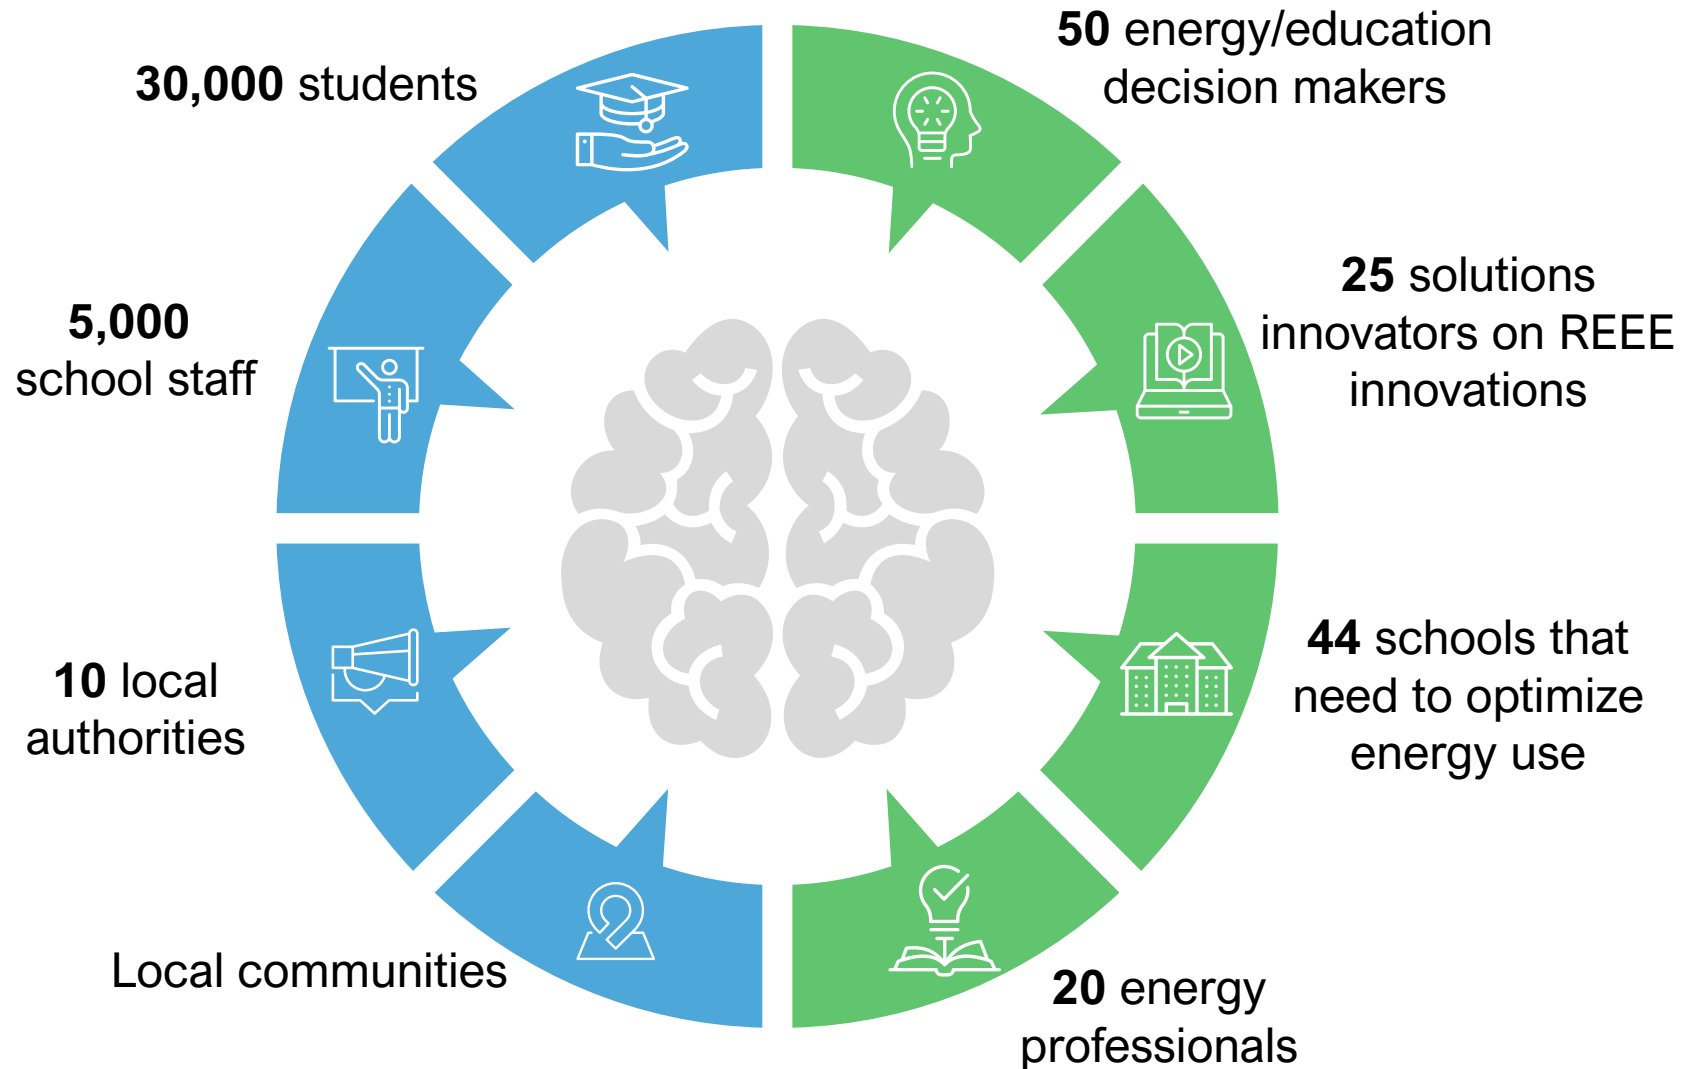 30,000 students
5,000
school staff
10 local
authorities
Local communities
50 energy/education
decision makers
25 solutions
innovators on REEE
innovations
44 schools that
need to optimize
energy use
20 energy
professionals